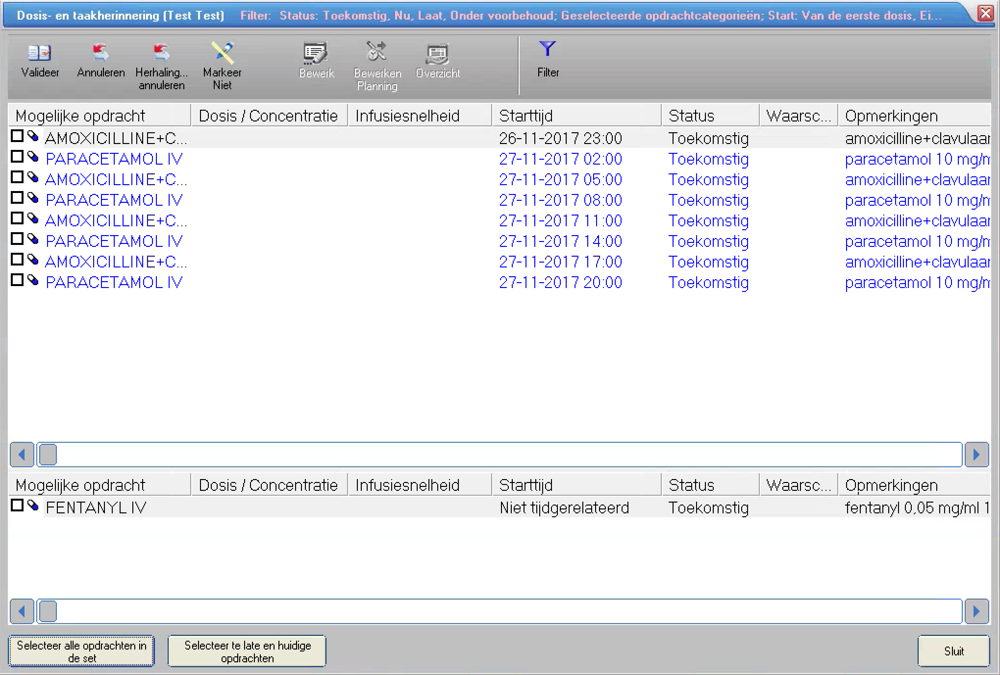 Dosis- en taakherinnering (Test Test) Filter: Status: Toekomstig, Nu, Laat, Onder voorbehoud; Geselecteerde opdrachtcategorieën; Start: Van de eerste dosis, Ei...
Valideer Annuleren Herhaling... annuleren Markeer Niet Bewerk Bewerken Planning Overzicht Filter
Mogelijke opdracht Dosis / Concentratie Infusiesnelheid Starttijd Status Waarsc... Opmerkingen
AMOXICILLINE+C... 26-11-2017 23:00 Toekomstig amoxicilline+clavulaar
PARACETAMOL IV 27-11-2017 02:00 Toekomstig paracetamol 10 mg/m
AMOXICILLINE+C... 27-11-2017 05:00 Toekomstig amoxicilline+clavulaar
PARACETAMOL IV 27-11-2017 08:00 Toekomstig paracetamol 10 mg/m
AMOXICILLINE+C... 27-11-2017 11:00 Toekomstig amoxicilline+clavulaar
PARACETAMOL IV 27-11-2017 14:00 Toekomstig paracetamol 10 mg/m
AMOXICILLINE+C... 27-11-2017 17:00 Toekomstig amoxicilline+clavulaar
PARACETAMOL IV 27-11-2017 20:00 Toekomstig paracetamol 10 mg/m
Mogelijke opdracht Dosis / Concentratie Infusiesnelheid Starttijd Status Waarsc... Opmerkingen
FENTANYL IV Niet tijdgerelateerd Toekomstig fentanyl 0,05 mg/ml 1
Selecteer alle opdrachten in de set
Selecteer te late en huidige opdrachten
Sluit